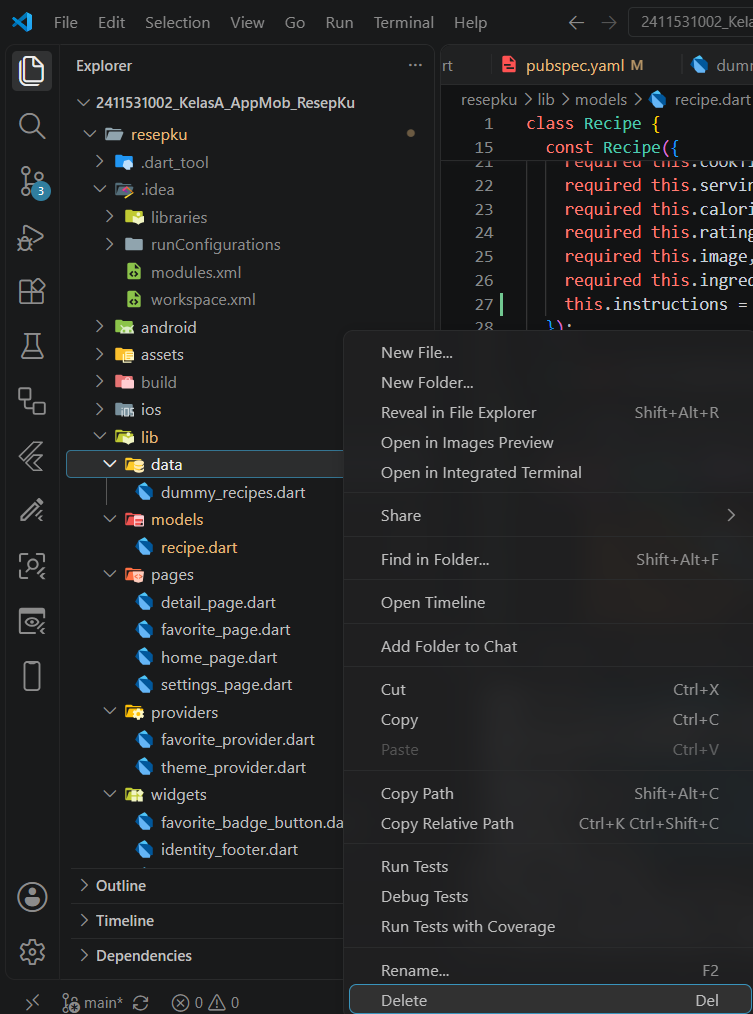 File Edit Selection View Go Run Terminal Help
2411531002_Kela
Explorer
rt pubspec.yaml M dumm
2411531002_KelasA_AppMob_ResepKu
resepku > lib > models > recipe.dart
resepku
1 class Recipe {
15 const Recipe({
.dart_tool
21 required this.cookTi
.idea
22 required this.servin
libraries
23 required this.calori
runConfigurations
24 required this.rating
modules.xml
25 required this.image,
workspace.xml
26 required this.ingred
27 this.instructions =
android
28 });
assets
build
ios
lib
data
dummy_recipes.dart
models
recipe.dart
pages
detail_page.dart
favorite_page.dart
home_page.dart
settings_page.dart
providers
favorite_provider.dart
theme_provider.dart
widgets
favorite_badge_button.da
identity_footer.dart
Outline
Timeline
Dependencies
3
main* 0 0
New File...
New Folder...
Reveal in File Explorer Shift+Alt+R
Open in Images Preview
Open in Integrated Terminal
Share
Find in Folder... Shift+Alt+F
Open Timeline
Add Folder to Chat
Cut Ctrl+X
Copy Ctrl+C
Paste Ctrl+V
Copy Path Shift+Alt+C
Copy Relative Path Ctrl+K Ctrl+Shift+C
Run Tests
Debug Tests
Run Tests with Coverage
Rename... F2
Delete Del